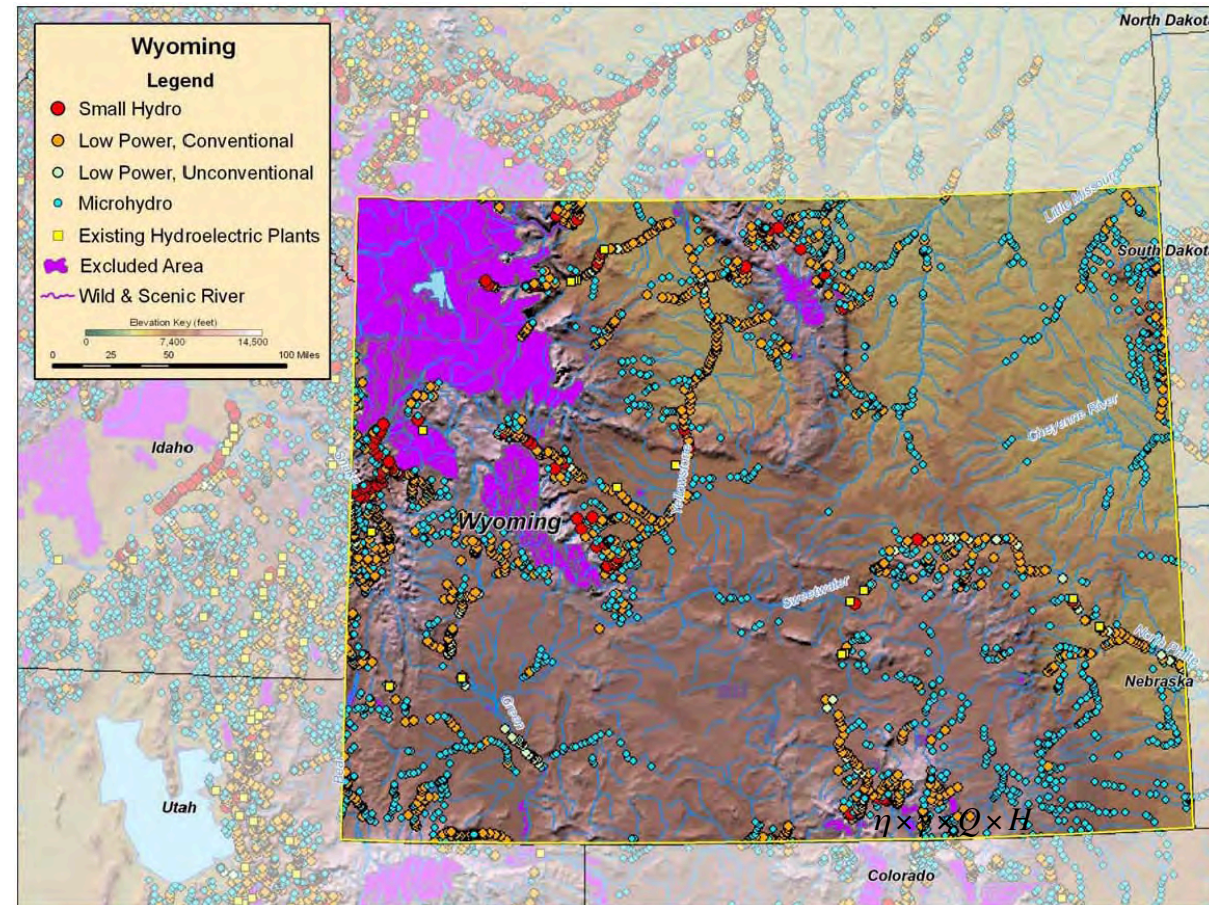 Wyoming
Legend
Small Hydro
Low Power, Conventional
Low Power, Unconventional
Microhydro
Existing Hydroelectric Plants
Excluded Area
Wild & Scenic River
Elevation Key (feet)
0 7,400 14,500
0 25 50 100 Miles
North Dakota
Little Missouri
South Dakota
Cheyenne River
Idaho
Yellowstone
Wyoming
Sweetwater
North Platte
Nebraska
Green
Utah
Colorado